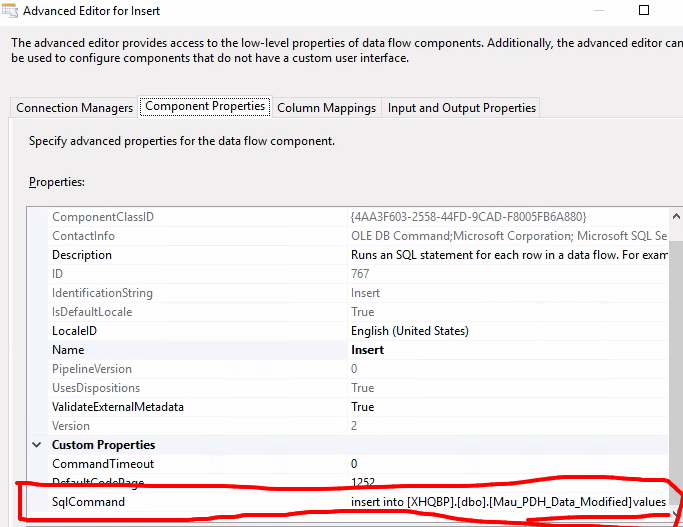 Advanced Editor for Insert
The advanced editor provides access to the low-level properties of data flow components. Additionally, the advanced editor can
be used to configure components that do not have a custom user interface.
Connection Managers Component Properties Column Mappings Input and Output Properties
Specify advanced properties for the data flow component.
Properties:
ComponentClassID {4AA3F603-2558-44FD-9CAD-F8005FB6A880}
ContactInfo OLE DB Command;Microsoft Corporation; Microsoft SQL Se
Description Runs an SQL statement for each row in a data flow. For exam
ID 767
IdentificationString Insert
IsDefaultLocale True
LocaleID English (United States)
Name Insert
PipelineVersion 0
UsesDispositions True
ValidateExternalMetadata True
Version 2
Custom Properties
CommandTimeout 0
DefaultCodePage 1252
SqlCommand insert into [XHQBP].[dbo].[Mau_PDH_Data_Modified]values